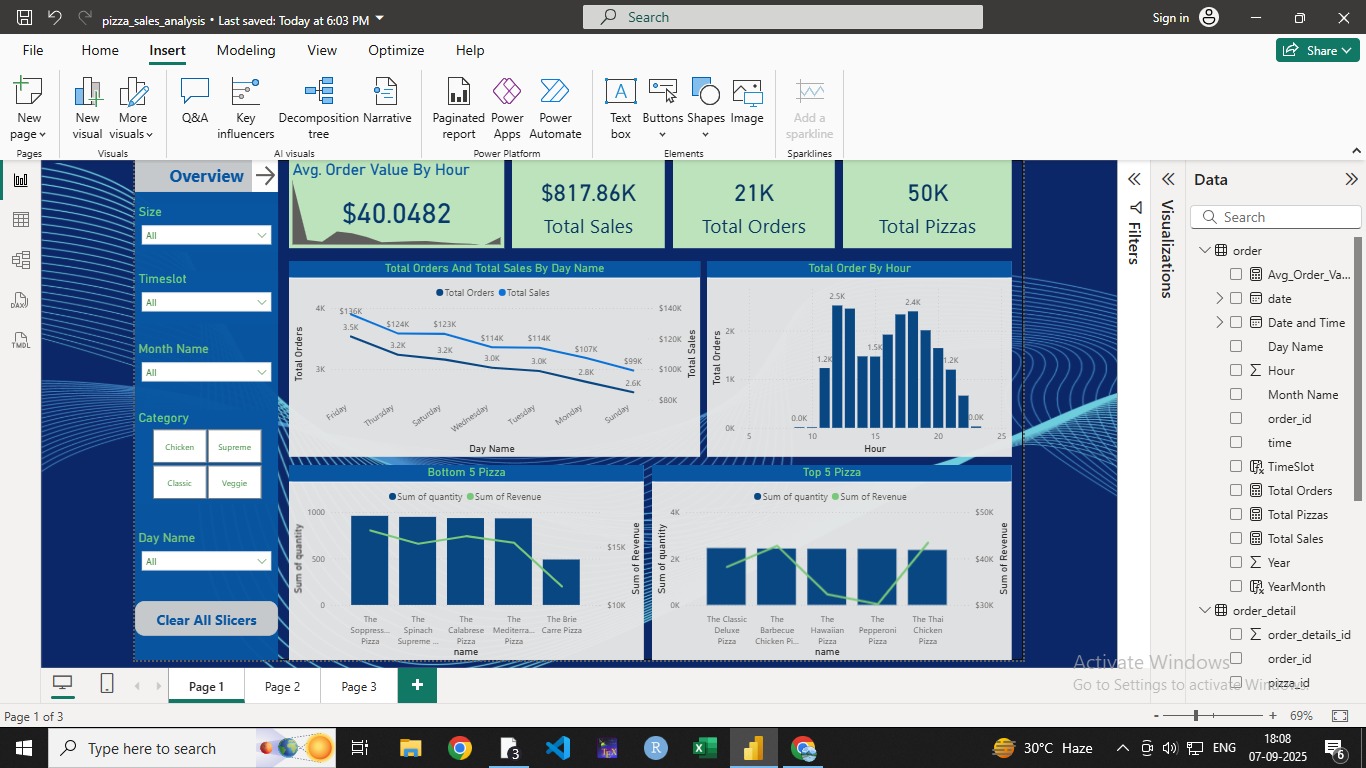 pizza_sales_analysis • Last saved: Today at 6:03 PM
Search
Sign in
File Home Insert Modeling View Optimize Help
Share
New page
New visual
More visuals
Q&A
Key influencers
Decomposition tree
Narrative
Paginated report
Power Apps
Power Automate
Text box
Buttons
Shapes
Image
Add a sparkline
Pages
Visuals
AI visuals
Power Platform
Elements
Sparklines
DAX
TMDL
Overview
Size
All
Timeslot
All
Month Name
All
Category
Chicken
Supreme
Classic
Veggie
Day Name
All
Clear All Slicers
Avg. Order Value By Hour
$40.0482
$817.86K
Total Sales
21K
Total Orders
50K
Total Pizzas
Total Orders And Total Sales By Day Name
Total Orders Total Sales
4K
3K
Total Orders
$136K
$124K
$123K
$114K
$114K
$107K
$99K
3.5K
3.2K
3.2K
3.0K
3.0K
2.8K
2.6K
$140K
$120K
$100K
$80K
Total Sales
Friday
Thursday
Saturday
Wednesday
Tuesday
Monday
Sunday
Day Name
Total Order By Hour
Total Orders
2K
1K
0K
0.0K
1.2K
2.5K
1.5K
2.4K
1.2K
0.0K
5
10
15
20
25
Hour
Bottom 5 Pizza
Sum of quantity Sum of Revenue
Sum of quantity
1000
500
0
$15K
$10K
Sum of Revenue
The Soppress... Pizza
The Spinach Supreme ...
The Calabrese Pizza
The Mediterra... Pizza
The Brie Carre Pizza
name
Top 5 Pizza
Sum of quantity Sum of Revenue
Sum of quantity
4K
2K
0K
$50K
$40K
$30K
Sum of Revenue
The Classic Deluxe Pizza
The Barbecue Chicken Pi...
The Hawaiian Pizza
The Pepperoni Pizza
The Thai Chicken Pizza
name
Filters
Visualizations
Data
Search
order
Avg_Order_Va...
date
Date and Time
Day Name
Hour
Month Name
order_id
time
TimeSlot
Total Orders
Total Pizzas
Total Sales
Year
YearMonth
order_detail
order_details_id
order_id
pizza_id
Activate Windows
Go to Settings to activate Windows.
Page 1
Page 2
Page 3
Page 1 of 3
- + 69%
Type here to search
3
30°C Haze
ENG
18:08
07-09-2025
6